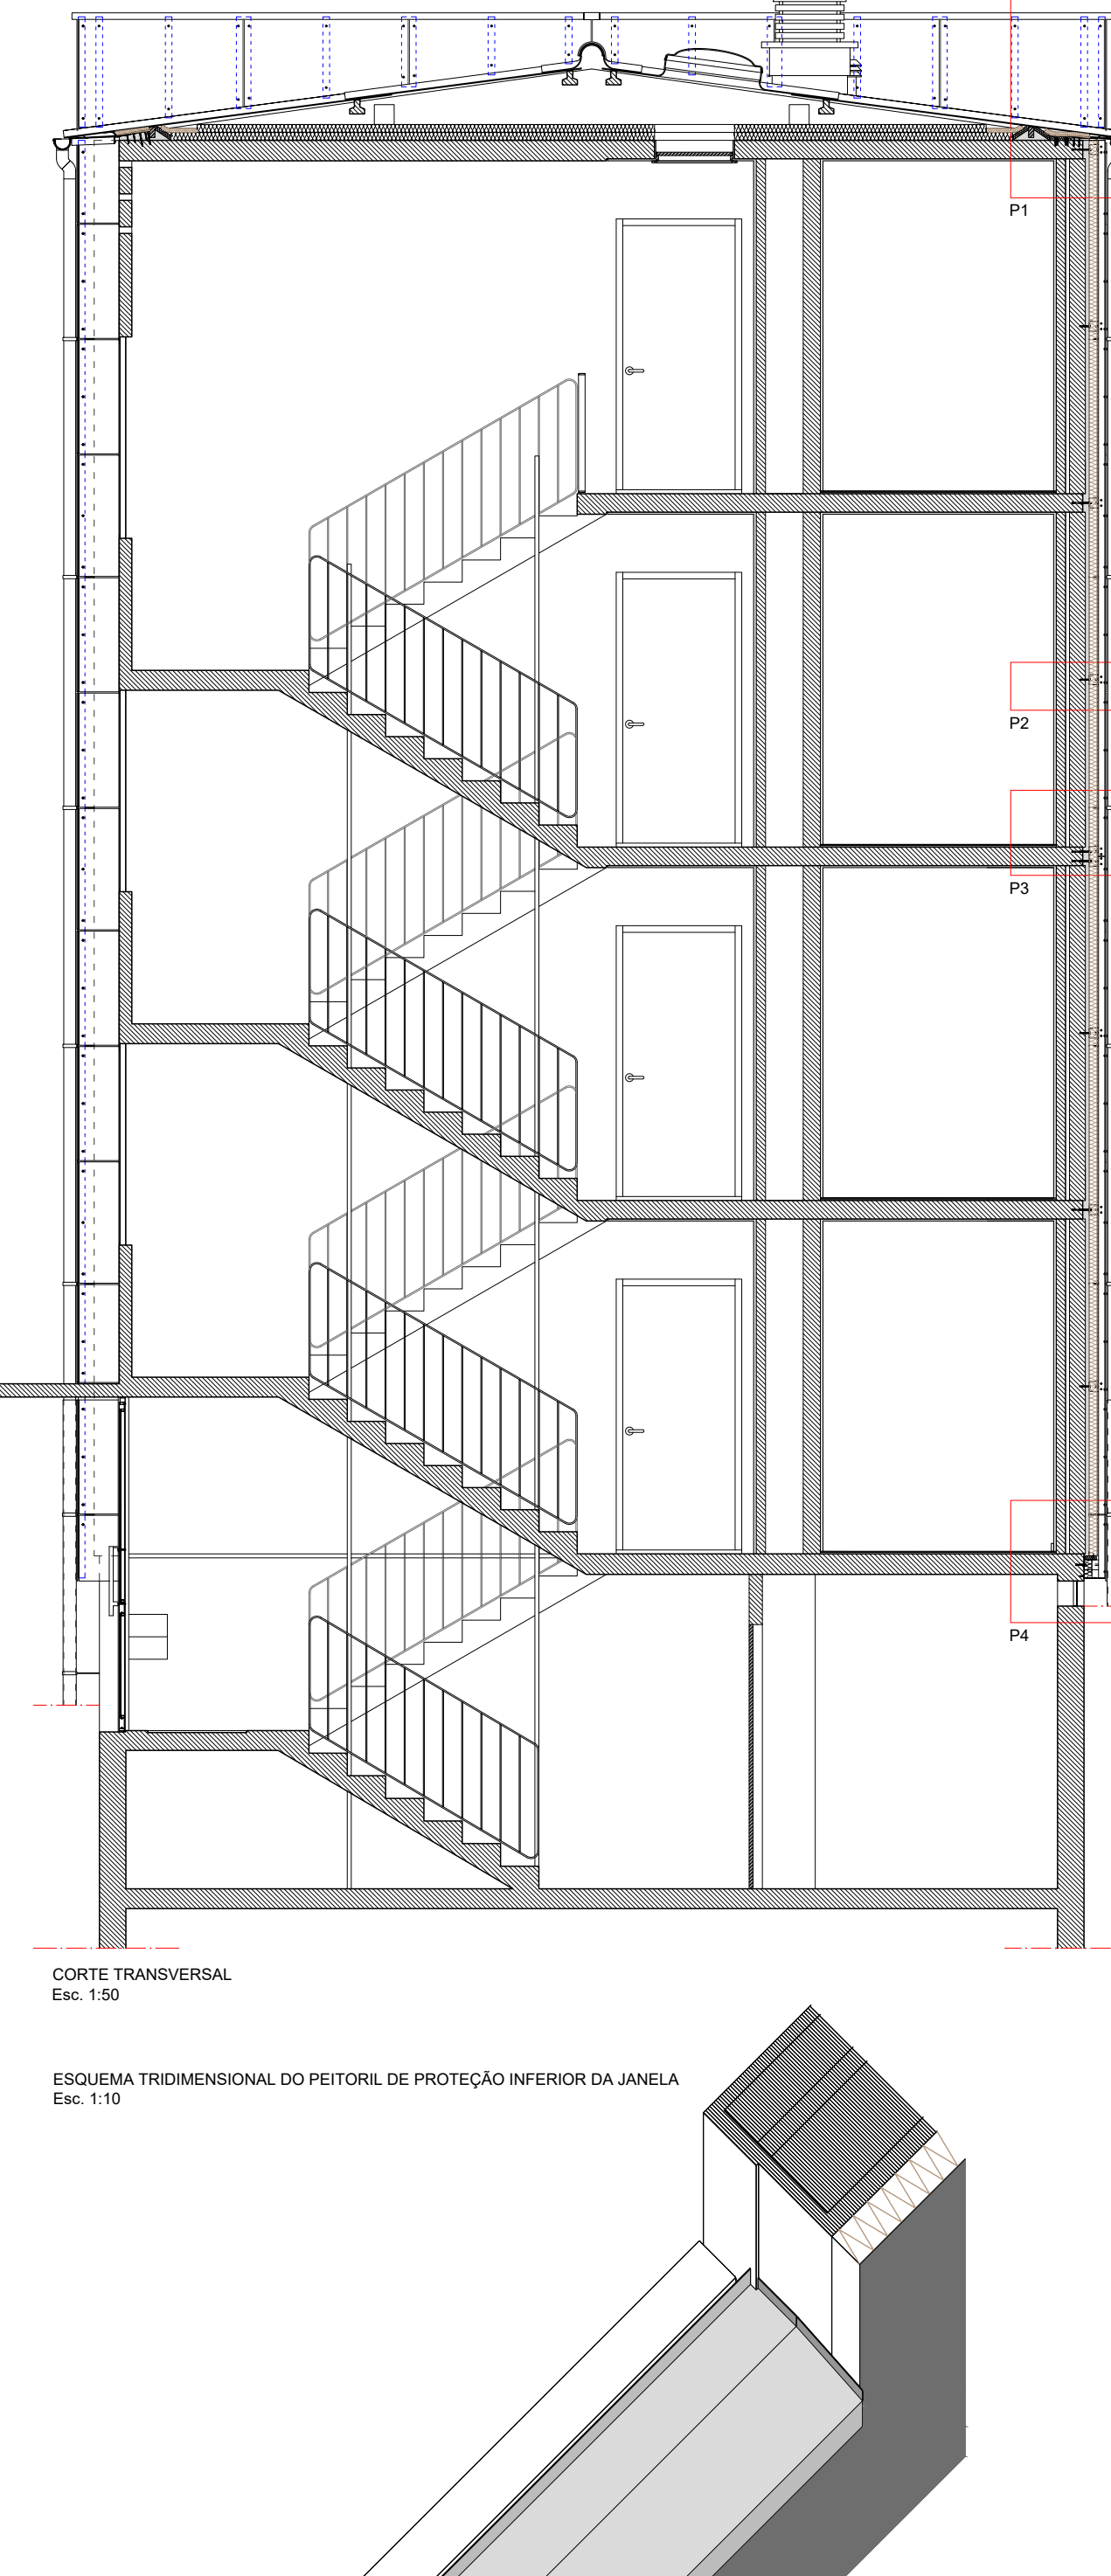 P1
P2
P3
P4
CORTE TRANSVERSAL
Esc. 1:50
ESQUEMA TRIDIMENSIONAL DO PEITORIL DE PROTEÇÃO INFERIOR DA JANELA
Esc. 1:10